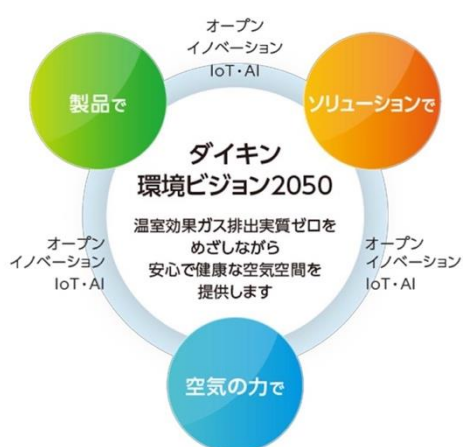 オープン
イノベーション
IoT・AI
製品で
ソリューションで
ダイキン
環境ビジョン2050
温室効果ガス排出実質ゼロを
めざしながら
安心で健康な空気空間を
提供します
オープン
イノベーション
IoT・AI
オープン
イノベーション
IoT・AI
空気の力で